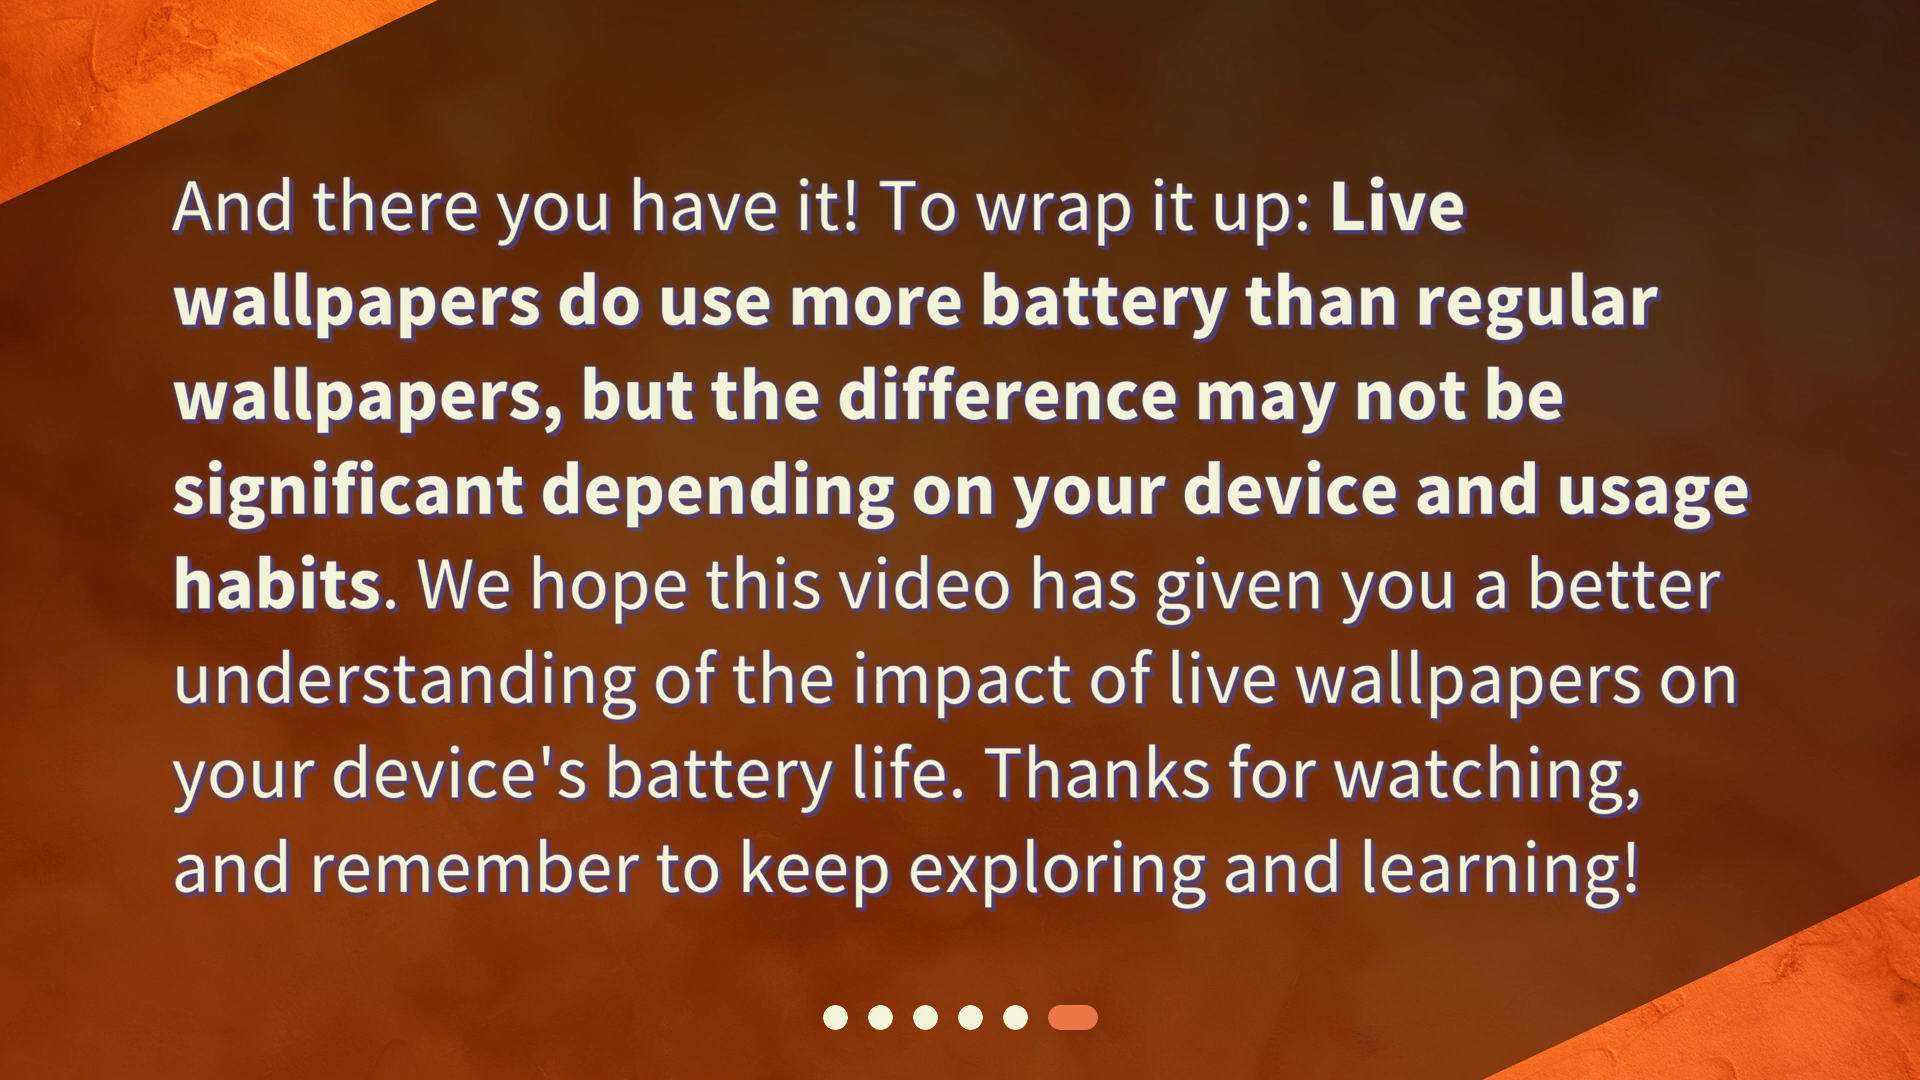 And there you have it! To wrap it up: Live
wallpapers do use more battery than regular
wallpapers, but the difference may not be
significant depending on your device and usage
habits. We hope this video has given you a better
understanding of the impact of live wallpapers on
your device's battery life. Thanks for watching,
and remember to keep exploring and learning!